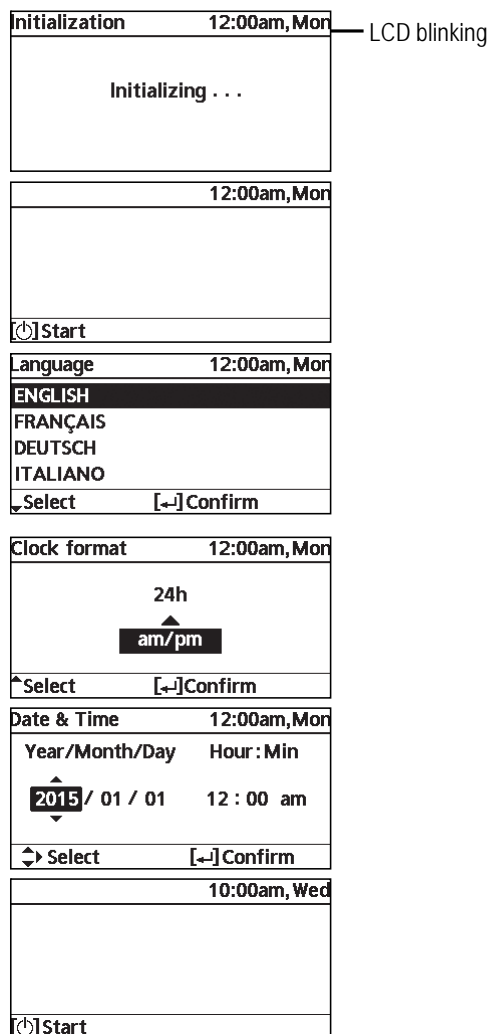 Initialization 12:00am,Mon
LCD blinking
Initializing . . .
12:00am,Mon
[⏻]Start
Language 12:00am,Mon
ENGLISH
FRANÇAIS
DEUTSCH
ITALIANO
Select [↵]Confirm
Clock format 12:00am,Mon
24h
am/pm
Select [↵]Confirm
Date & Time 12:00am,Mon
Year/Month/Day Hour:Min
2015 / 01 / 01 12 : 00 am
Select [↵]Confirm
10:00am,Wed
[⏻]Start